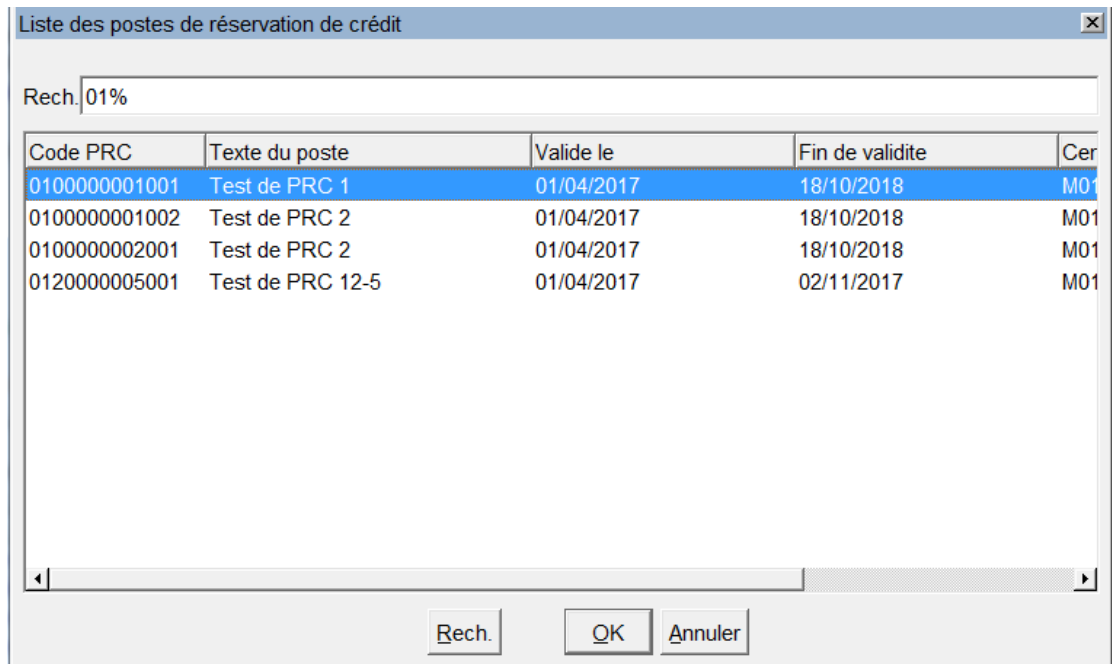 Liste des postes de réservation de crédit
Rech. 01%
Code PRC Texte du poste Valide le Fin de validite Cer
0100000001001 Test de PRC 1 01/04/2017 18/10/2018 M01
0100000001002 Test de PRC 2 01/04/2017 18/10/2018 M01
0100000002001 Test de PRC 2 01/04/2017 18/10/2018 M01
0120000005001 Test de PRC 12-5 01/04/2017 02/11/2017 M01
Rech. OK Annuler